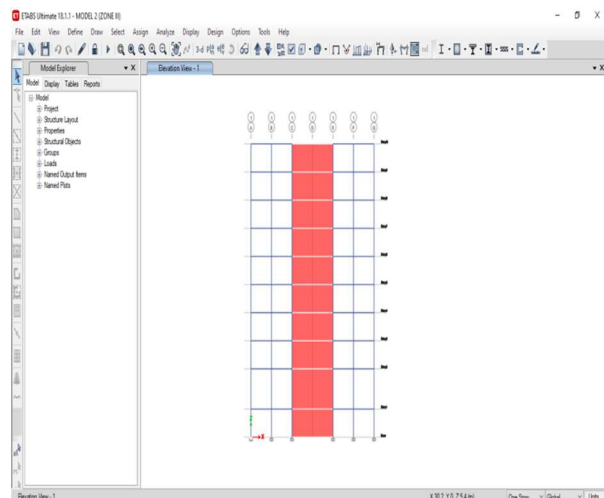 ETABS Ultimate 18.1.1 - MODEL 2 (ZONE III)
File Edit View Define Draw Select Assign Analyze Display Design Options Tools Help
Model Explorer
Elevation View - 1
Model Display Tables Reports
Model
Project
Structure Layout
Properties
Structural Objects
Groups
Loads
Named Output Items
Named Plots
X
Elevation View - 1
One Story
Global
Units